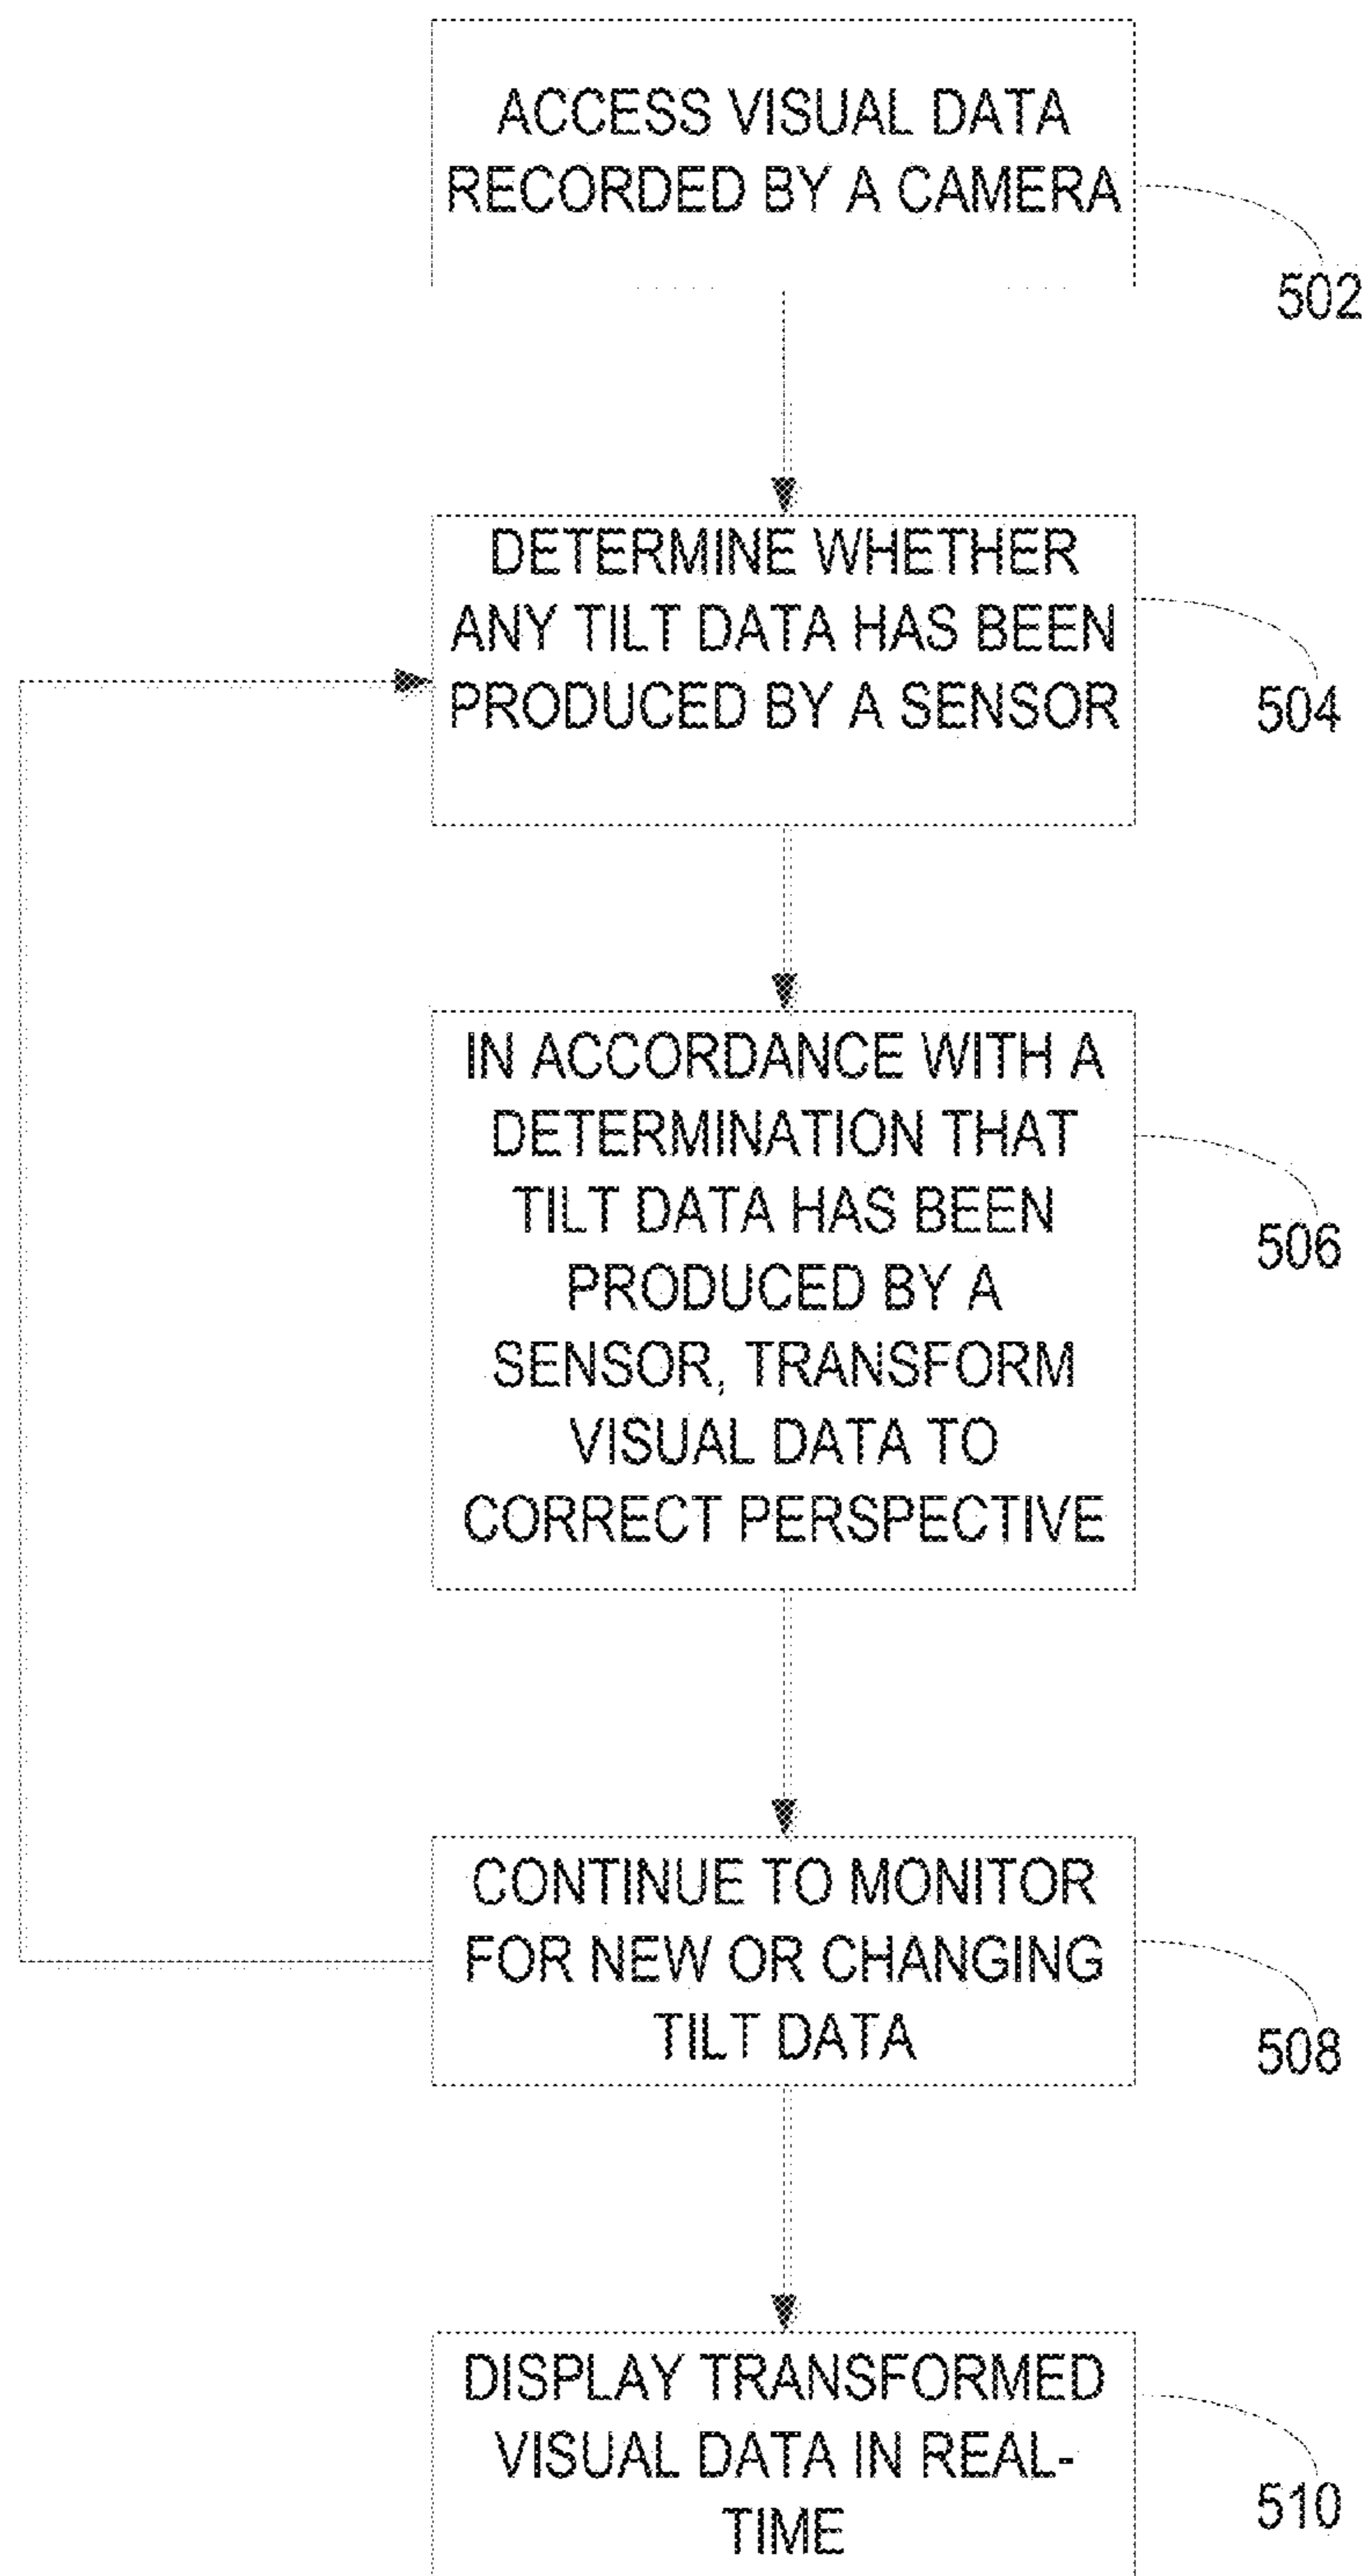 ACCESS VISUAL DATA
RECORDED BY A CAMERA
502
DETERMINE WHETHER
ANY TILT DATA HAS BEEN
PRODUCED BY A SENSOR
504
IN ACCORDANCE WITH A
DETERMINATION THAT
TILT DATA HAS BEEN
PRODUCED BY A
SENSOR, TRANSFORM
VISUAL DATA TO
CORRECT PERSPECTIVE
506
CONTINUE TO MONITOR
FOR NEW OR CHANGING
TILT DATA
508
DISPLAY TRANSFORMED
VISUAL DATA IN REAL-
TIME
510